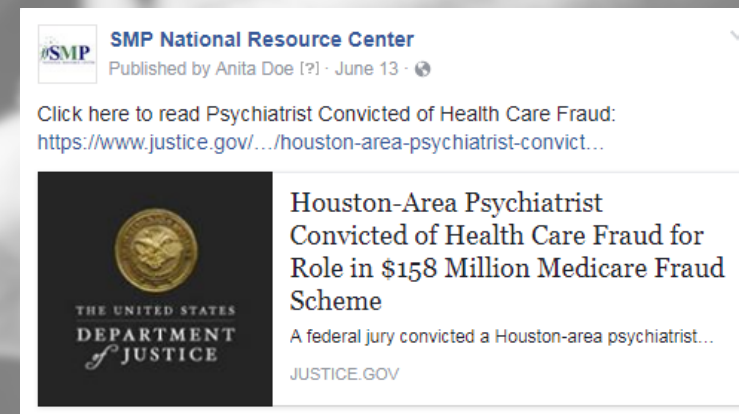 SMP
SMP National Resource Center
Published by Anita Doe [?] · June 13 ·
Click here to read Psychiatrist Convicted of Health Care Fraud:
https://www.justice.gov/…/houston-area-psychiatrist-convict…
THE UNITED STATES
DEPARTMENT
of JUSTICE
Houston-Area Psychiatrist
Convicted of Health Care Fraud for
Role in $158 Million Medicare Fraud
Scheme
A federal jury convicted a Houston-area psychiatrist…
JUSTICE.GOV